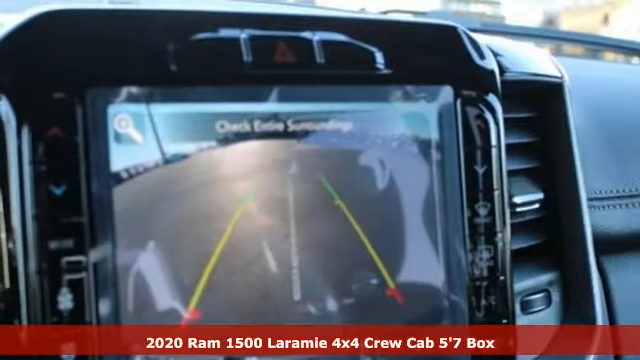 Check Entire Surroundings
2020 Ram 1500 Laramie 4x4 Crew Cab 5'7 Box